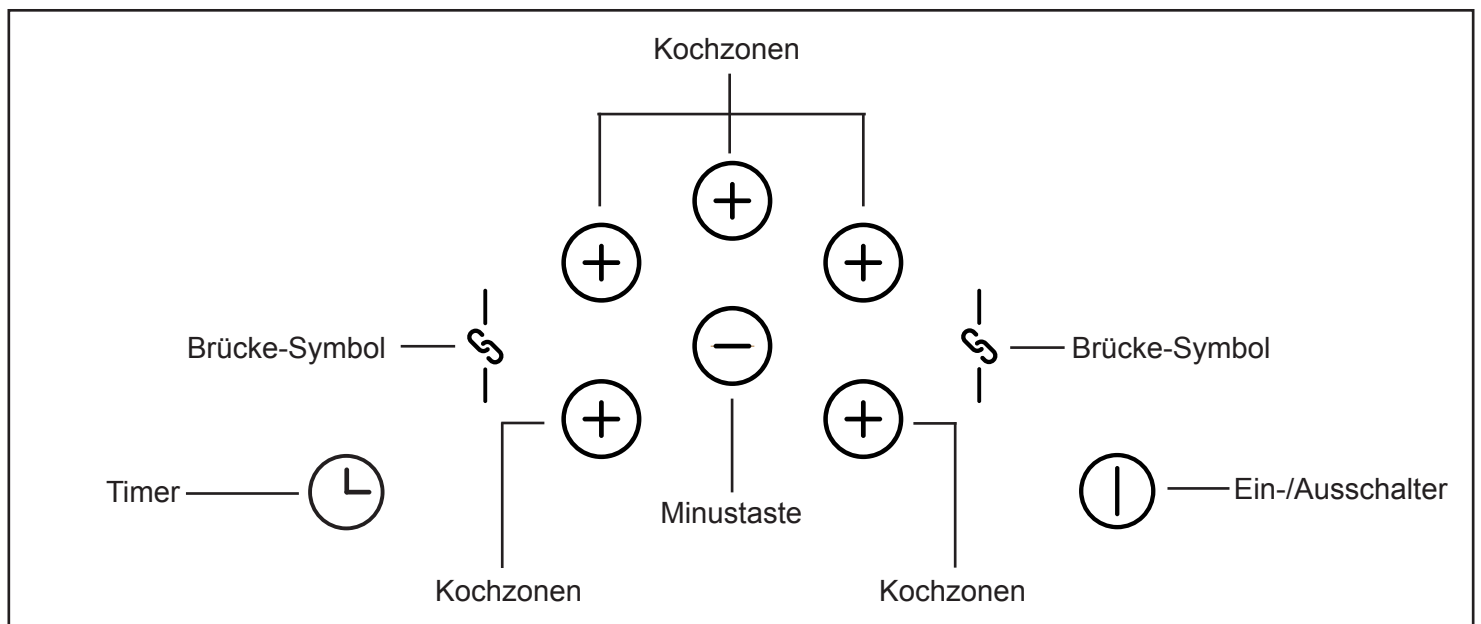 Kochzonen
Brücke-Symbol
Brücke-Symbol
Timer
Minustaste
Ein-/Ausschalter
Kochzonen
Kochzonen